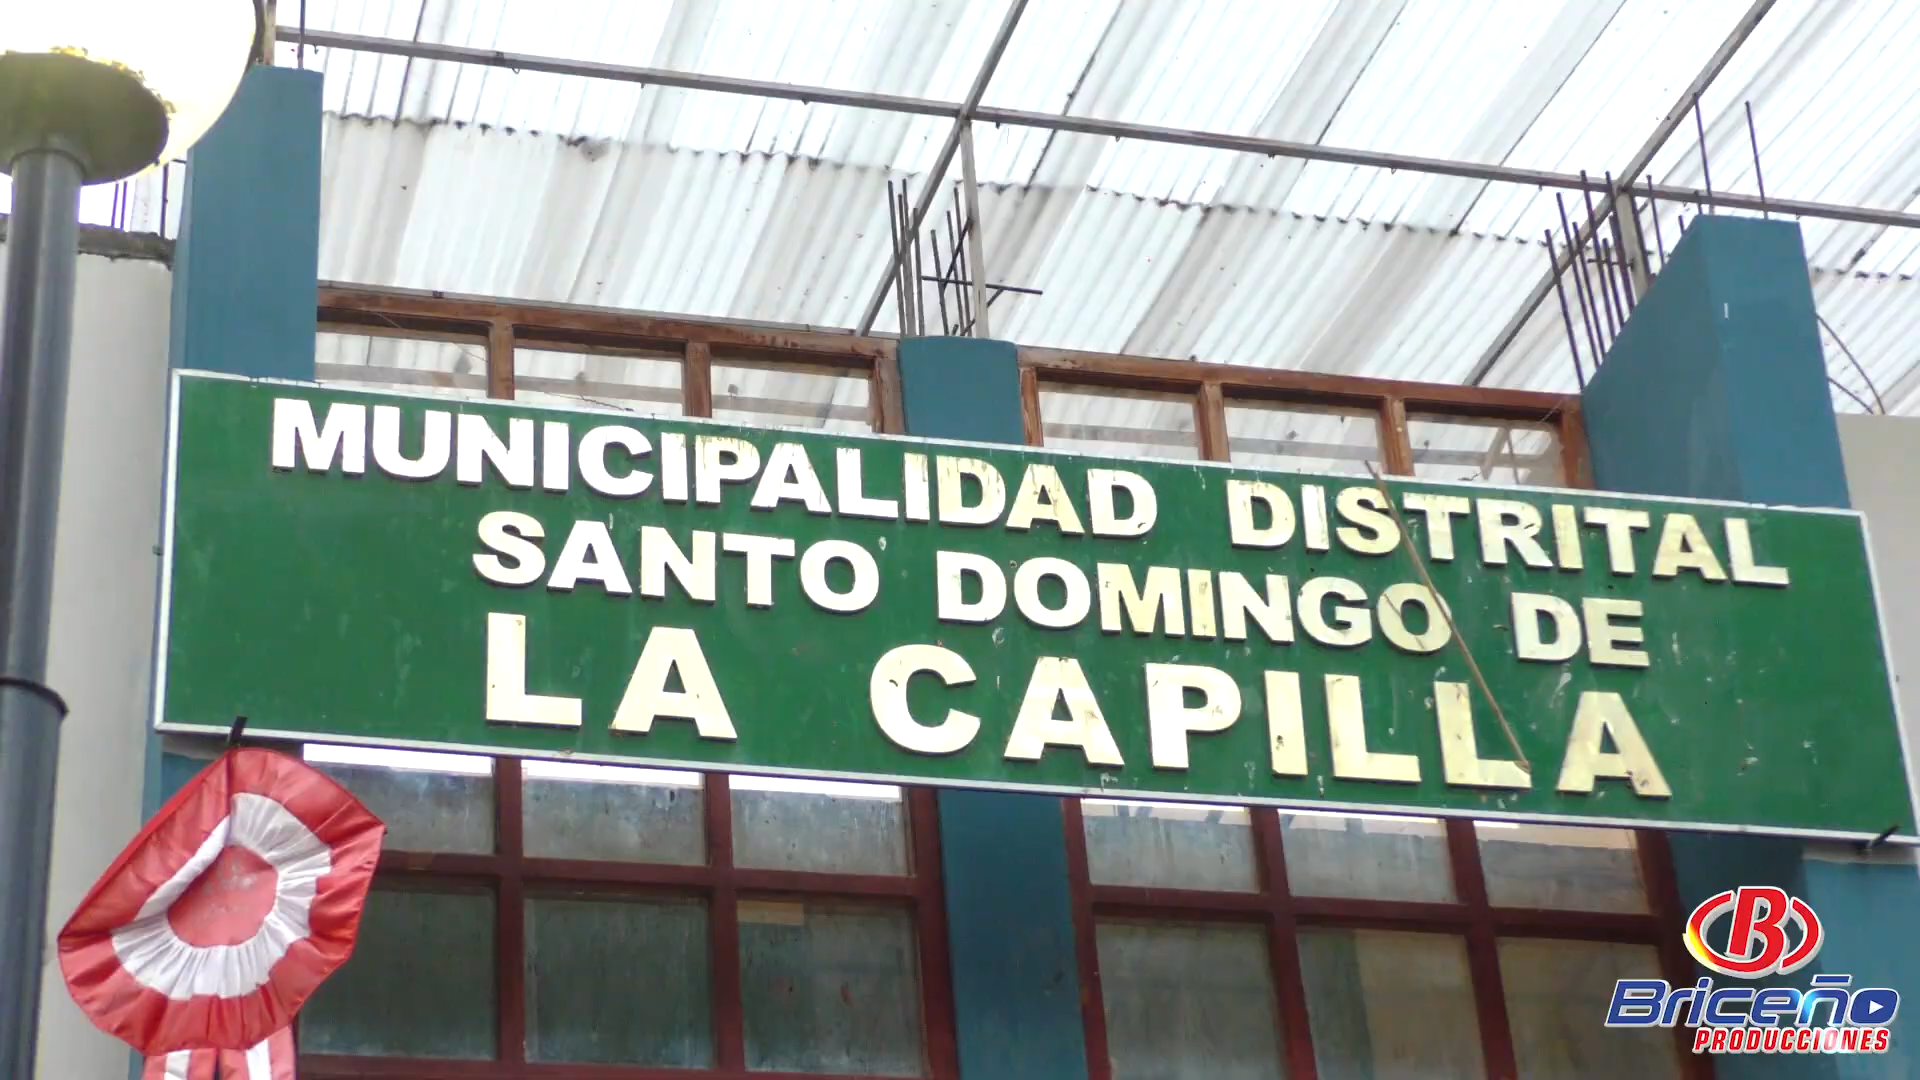 MUNICIPALIDAD DISTRITAL
SANTO DOMINGO DE
LA CAPILLA
B
Briceño
PRODUCCIONES